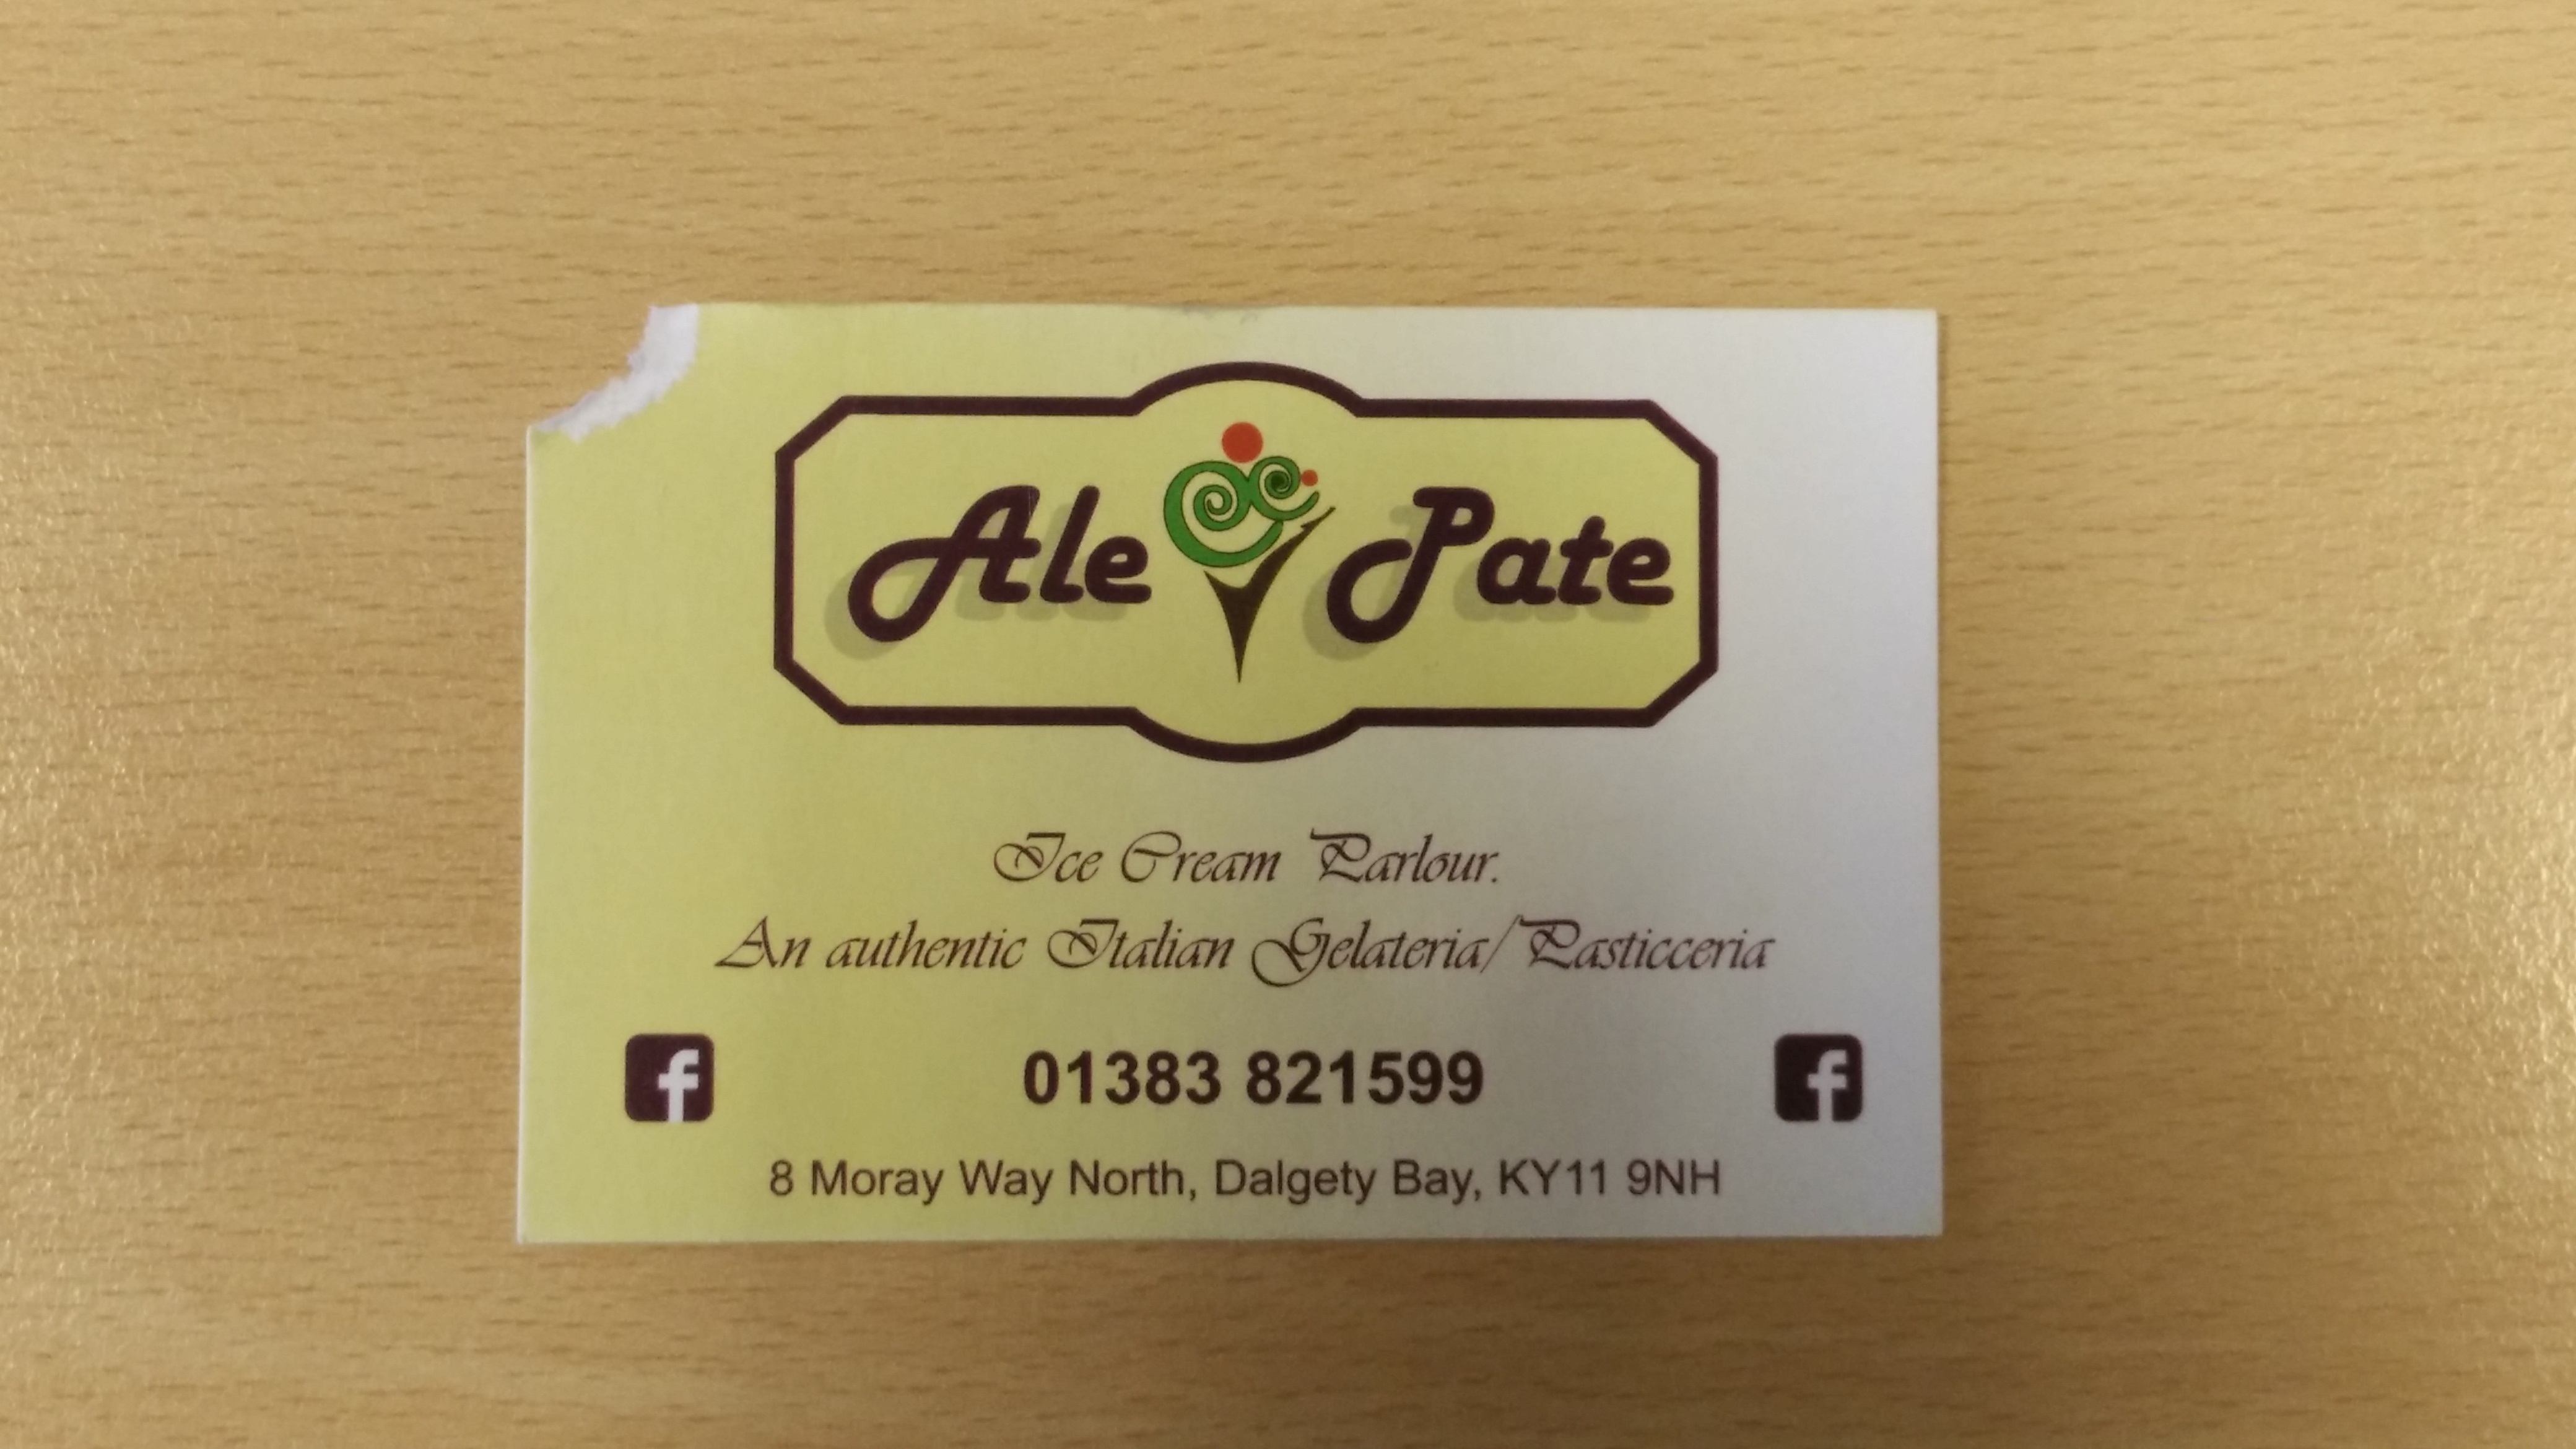 Ale Pate
Ice Cream Parlour.
An authentic Italian Gelateria/Pasticceria
f 01383 821599 f
8 Moray Way North, Dalgety Bay, KY11 9NH